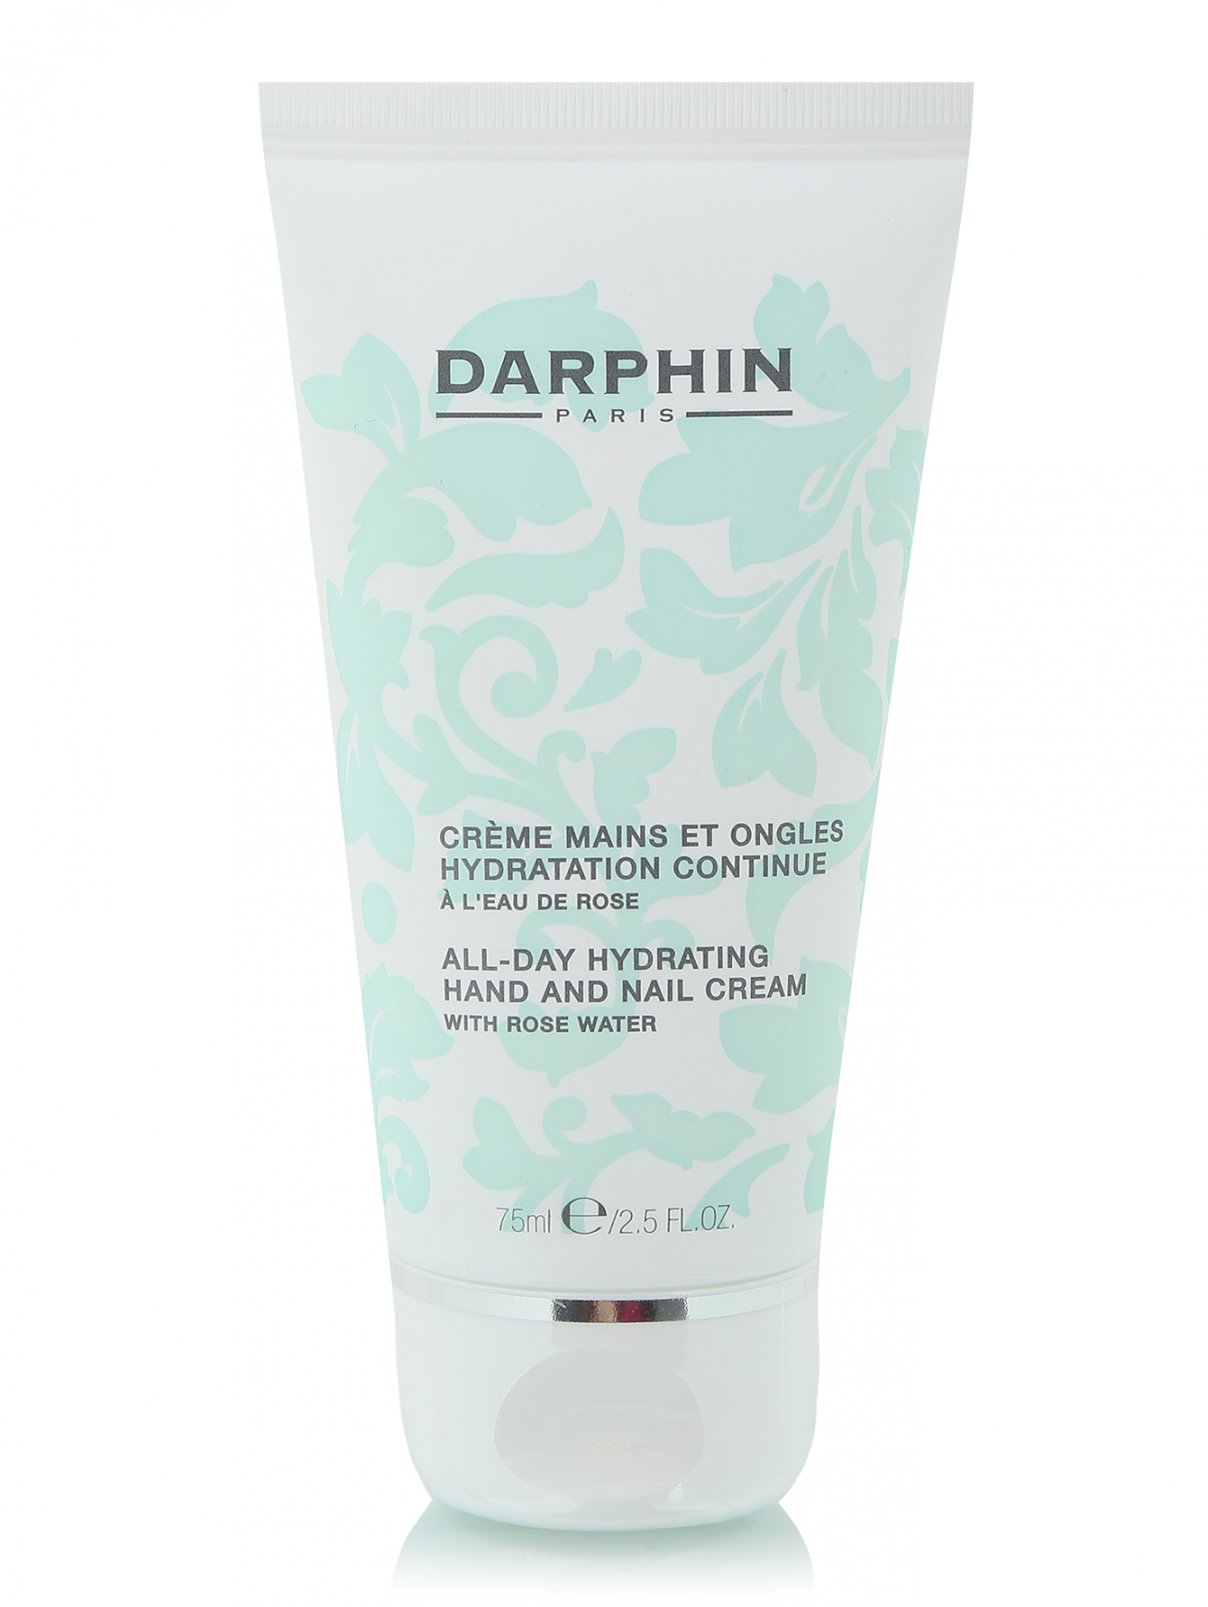 DARPHIN
PARIS
CRÈME MAINS ET ONGLES
HYDRATATION CONTINUE
À L'EAU DE ROSE
ALL-DAY HYDRATING
HAND AND NAIL CREAM
WITH ROSE WATER
75ml ℮/2.5 FL.OZ.